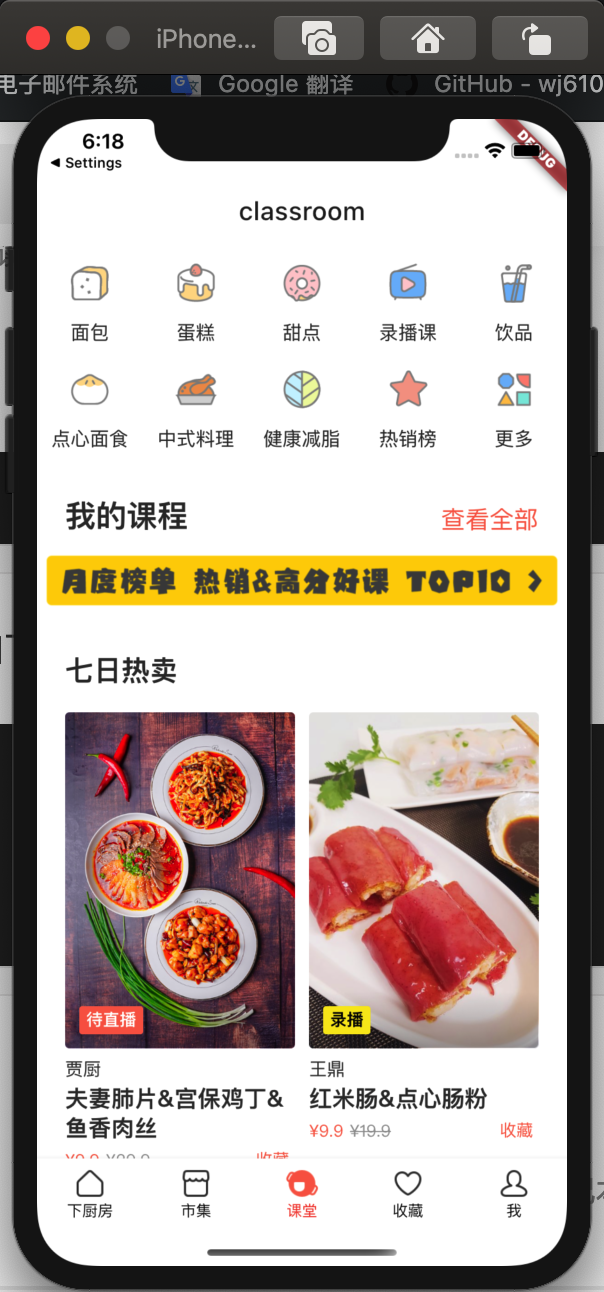 iPhone...
电子邮件系统 Google 翻译 GitHub - wj610
6:18
Settings
DEBUG
classroom
面包 蛋糕 甜点 录播课 饮品
点心面食 中式料理 健康减脂 热销榜 更多
我的课程 查看全部
月度榜单 热销&高分好课 TOP10
七日热卖
待直播 录播
贾厨 王鼎
夫妻肺片&宫保鸡丁& 红米肠&点心肠粉
鱼香肉丝 ¥9.9 ¥19.9 收藏
下厨房 市集 课堂 收藏 我